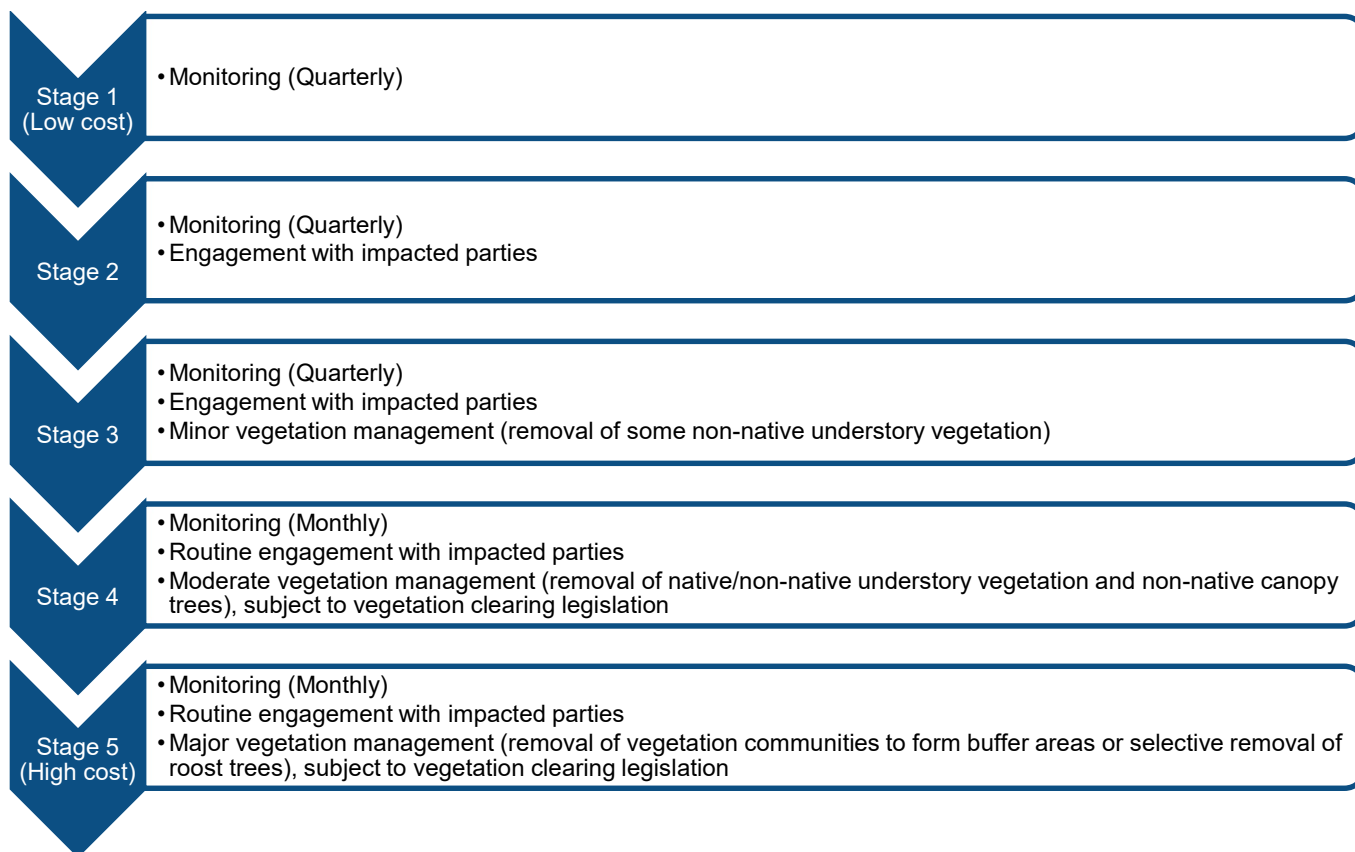 Stage 1
(Low cost)
• Monitoring (Quarterly)
Stage 2
• Monitoring (Quarterly)
• Engagement with impacted parties
Stage 3
• Monitoring (Quarterly)
• Engagement with impacted parties
• Minor vegetation management (removal of some non-native understory vegetation)
Stage 4
• Monitoring (Monthly)
• Routine engagement with impacted parties
• Moderate vegetation management (removal of native/non-native understory vegetation and non-native canopy
trees), subject to vegetation clearing legislation
Stage 5
(High cost)
• Monitoring (Monthly)
• Routine engagement with impacted parties
• Major vegetation management (removal of vegetation communities to form buffer areas or selective removal of
roost trees), subject to vegetation clearing legislation